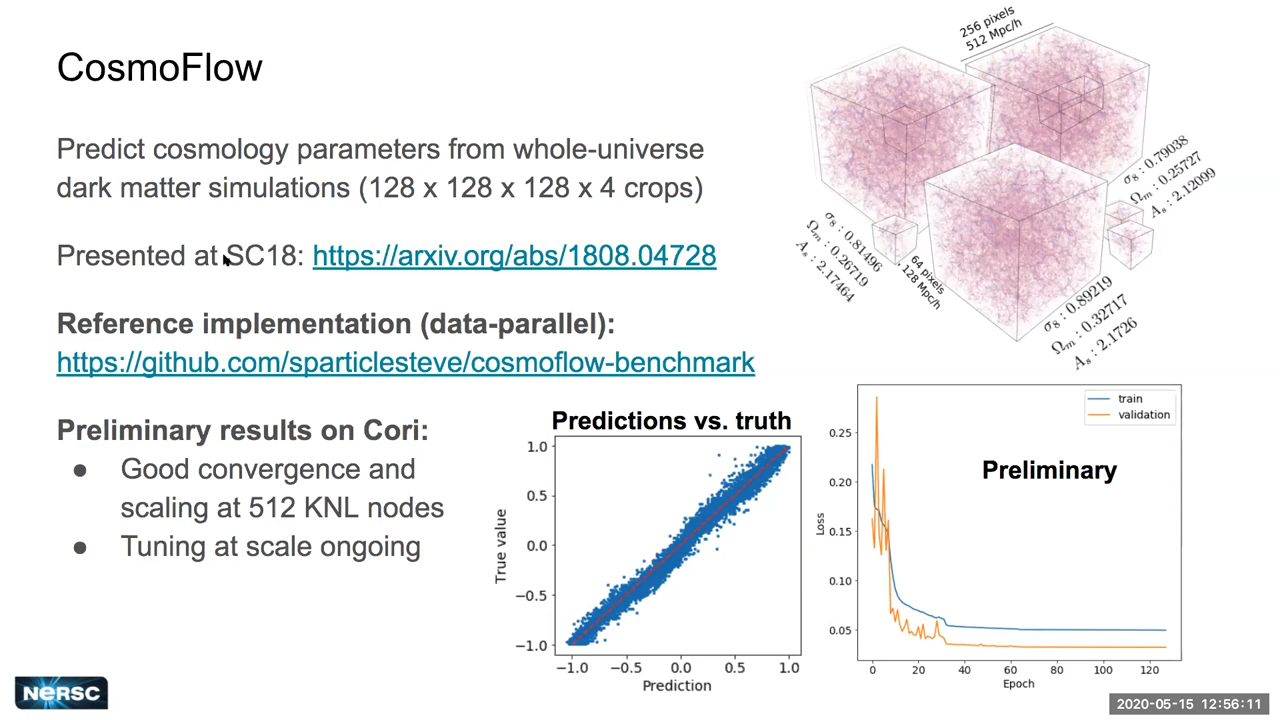 CosmoFlow
Predict cosmology parameters from whole-universe
dark matter simulations (128 x 128 x 128 x 4 crops)
Presented at SC18: https://arxiv.org/abs/1808.04728
Reference implementation (data-parallel):
https://github.com/sparticlesteve/cosmoflow-benchmark
Preliminary results on Cori:
● Good convergence and
scaling at 512 KNL nodes
● Tuning at scale ongoing
256 pixels
512 Mpc/h
σ₈ : 0.79038
Ωₘ : 0.25727
Aₛ : 2.12099
σ₈ : 0.81496
Ωₘ : 0.26719
Aₛ : 2.17464
64 pixels
128 Mpc/h
σ₈ : 0.89219
Ωₘ : 0.32717
Aₛ : 2.1726
Predictions vs. truth
True value
1.0
0.5
0.0
−0.5
−1.0
−1.0 −0.5 0.0 0.5 1.0
Prediction
train
validation
Preliminary
Loss
0.25
0.20
0.15
0.10
0.05
0 20 40 60 80 100 120
Epoch
NERSC
2020-05-15 12:56:11